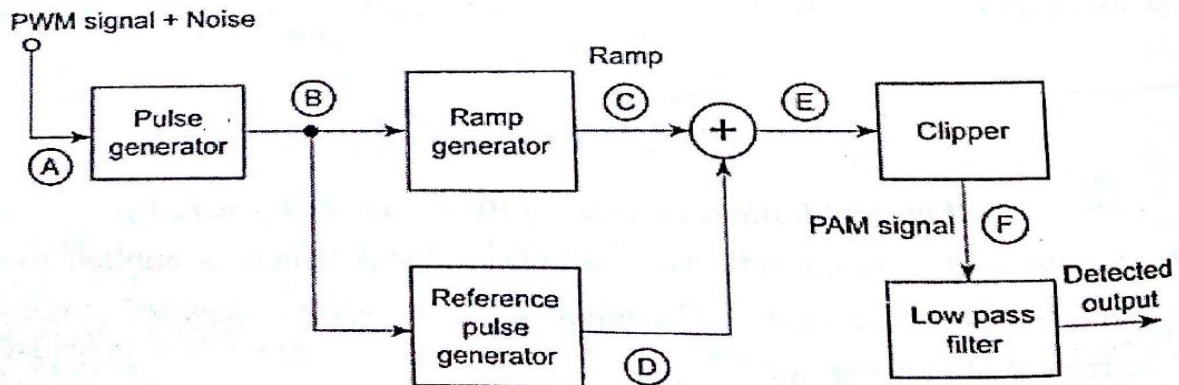 PWM signal + Noise
A
Pulse
generator
B
Ramp
generator
Ramp
C
+
E
Clipper
PAM signal
F
Reference
pulse
generator
D
Low pass
filter
Detected
output